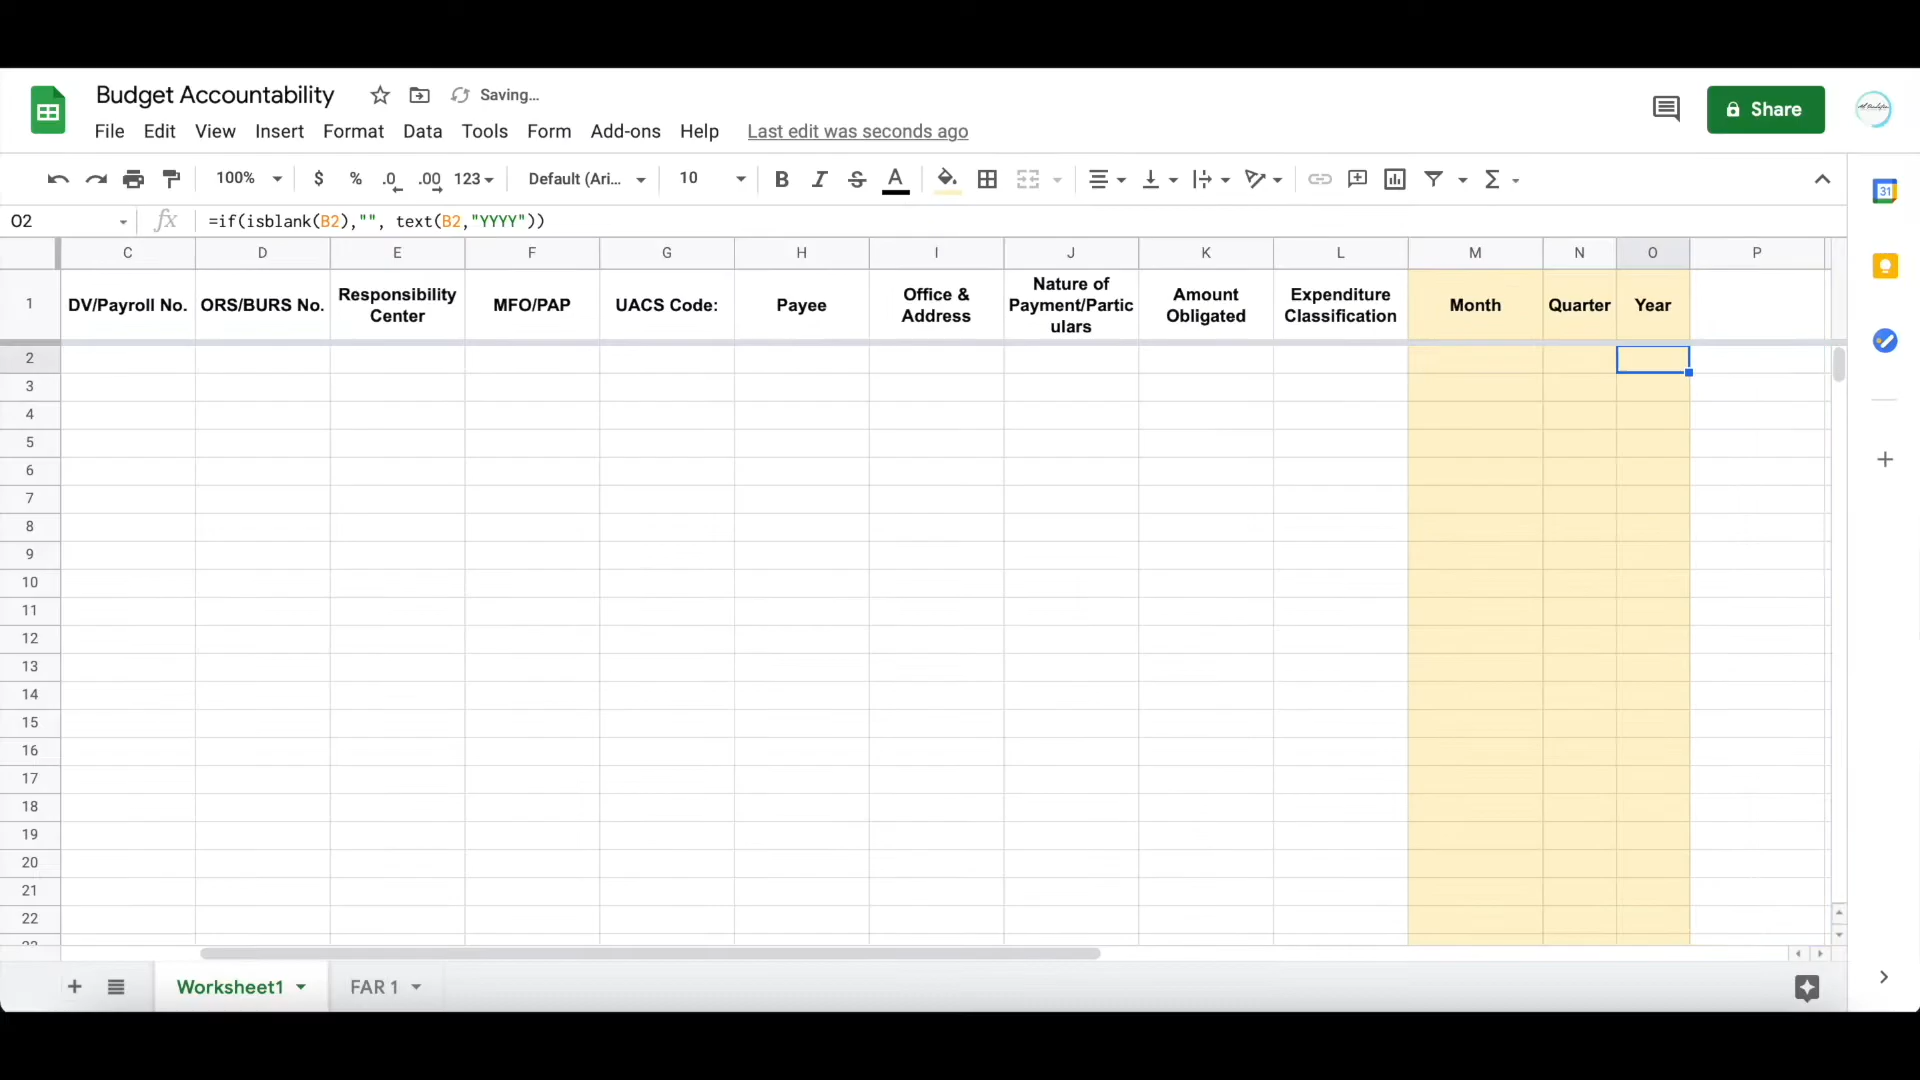 Budget Accountability Saving...
File Edit View Insert Format Data Tools Form Add-ons Help Last edit was seconds ago
Share
100% $ % .0 .00 123 Default (Ari... 10 B I S A Σ
31
O2 fx =if(isblank(B2),"", text(B2,"YYYY"))
C D E F G H I J K L M N O P
1 DV/Payroll No. ORS/BURS No. Responsibility Center MFO/PAP UACS Code: Payee Office & Address Nature of Payment/Partic ulars Amount Obligated Expenditure Classification Month Quarter Year
2
3
4
5
6
7
8
9
10
11
12
13
14
15
16
17
18
19
20
21
22
Worksheet1 FAR 1